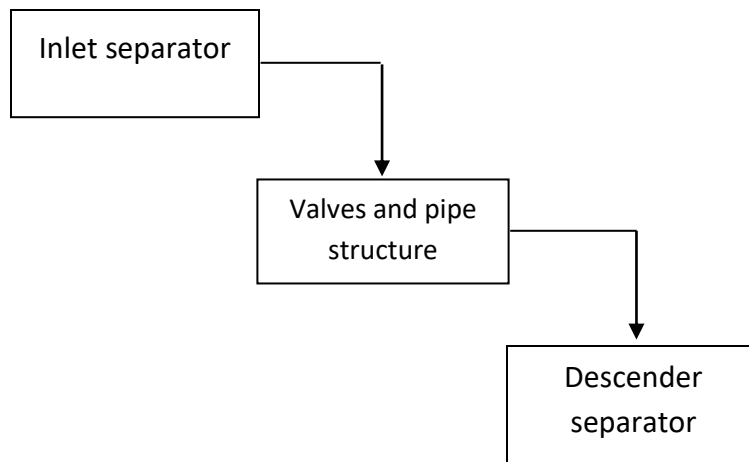 Inlet separator
Valves and pipe
structure
Descender
separator